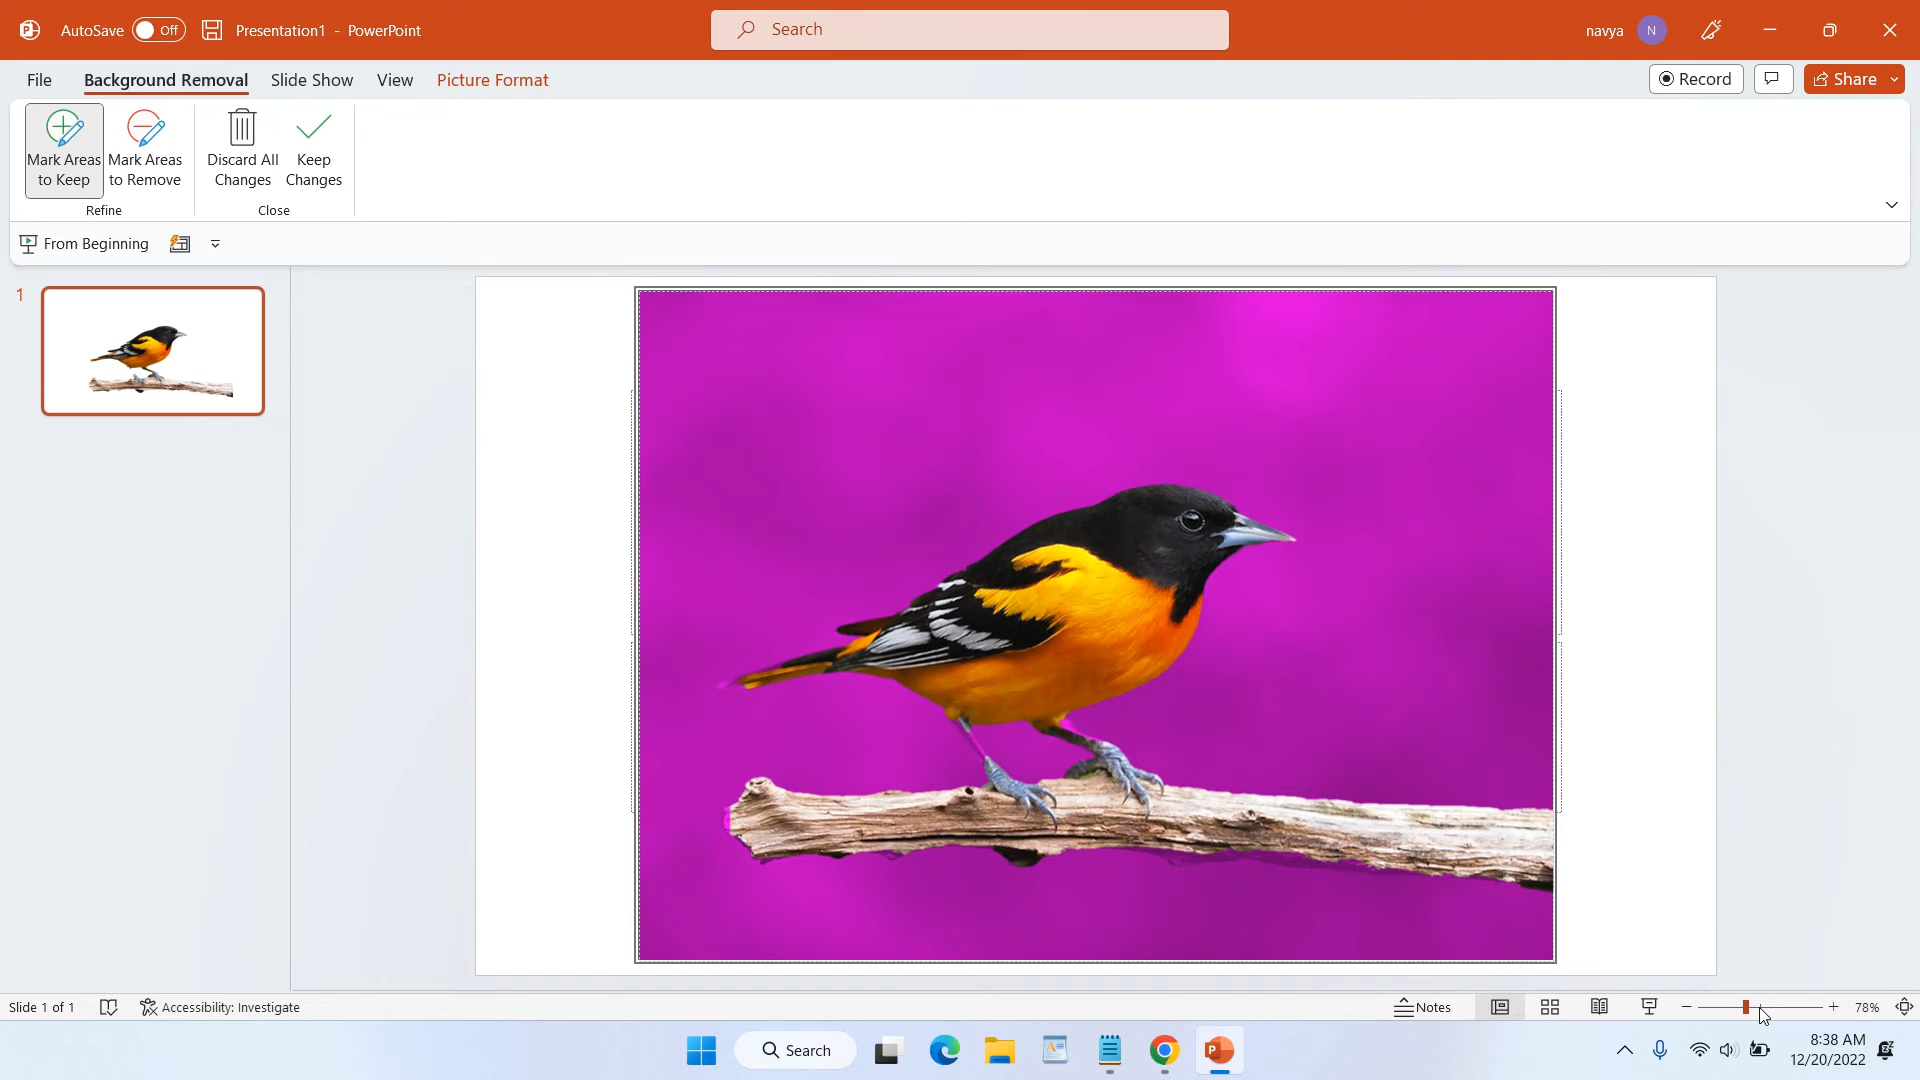 AutoSave Off Presentation1 - PowerPoint Search navya N
File Background Removal Slide Show View Picture Format Record Share
Mark Areas to Keep
Mark Areas to Remove
Discard All Changes
Keep Changes
Refine Close
From Beginning
1
Slide 1 of 1 Accessibility: Investigate Notes 78%
Search 8:38 AM
12/20/2022